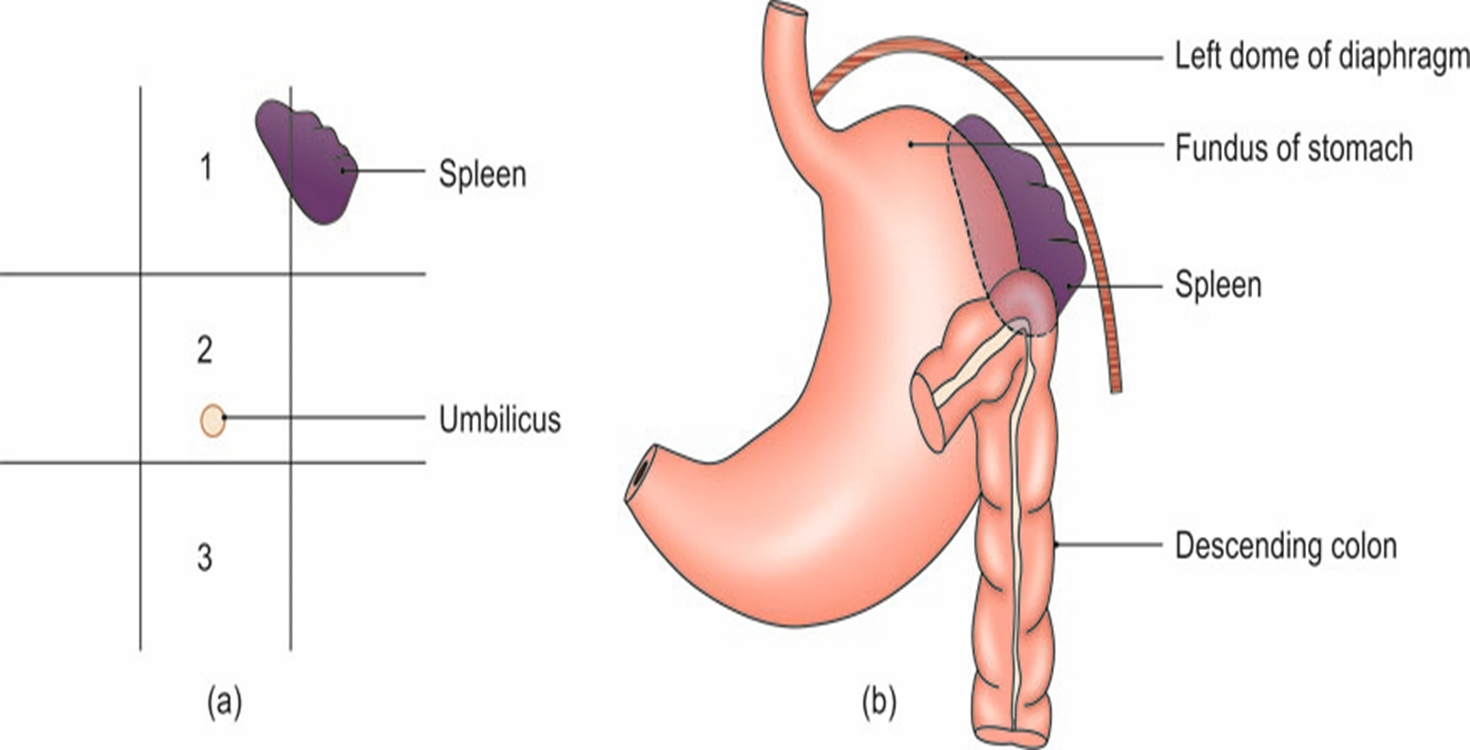 1
Spleen
2
Umbilicus
3
(a)
Left dome of diaphragm
Fundus of stomach
Spleen
Descending colon
(b)